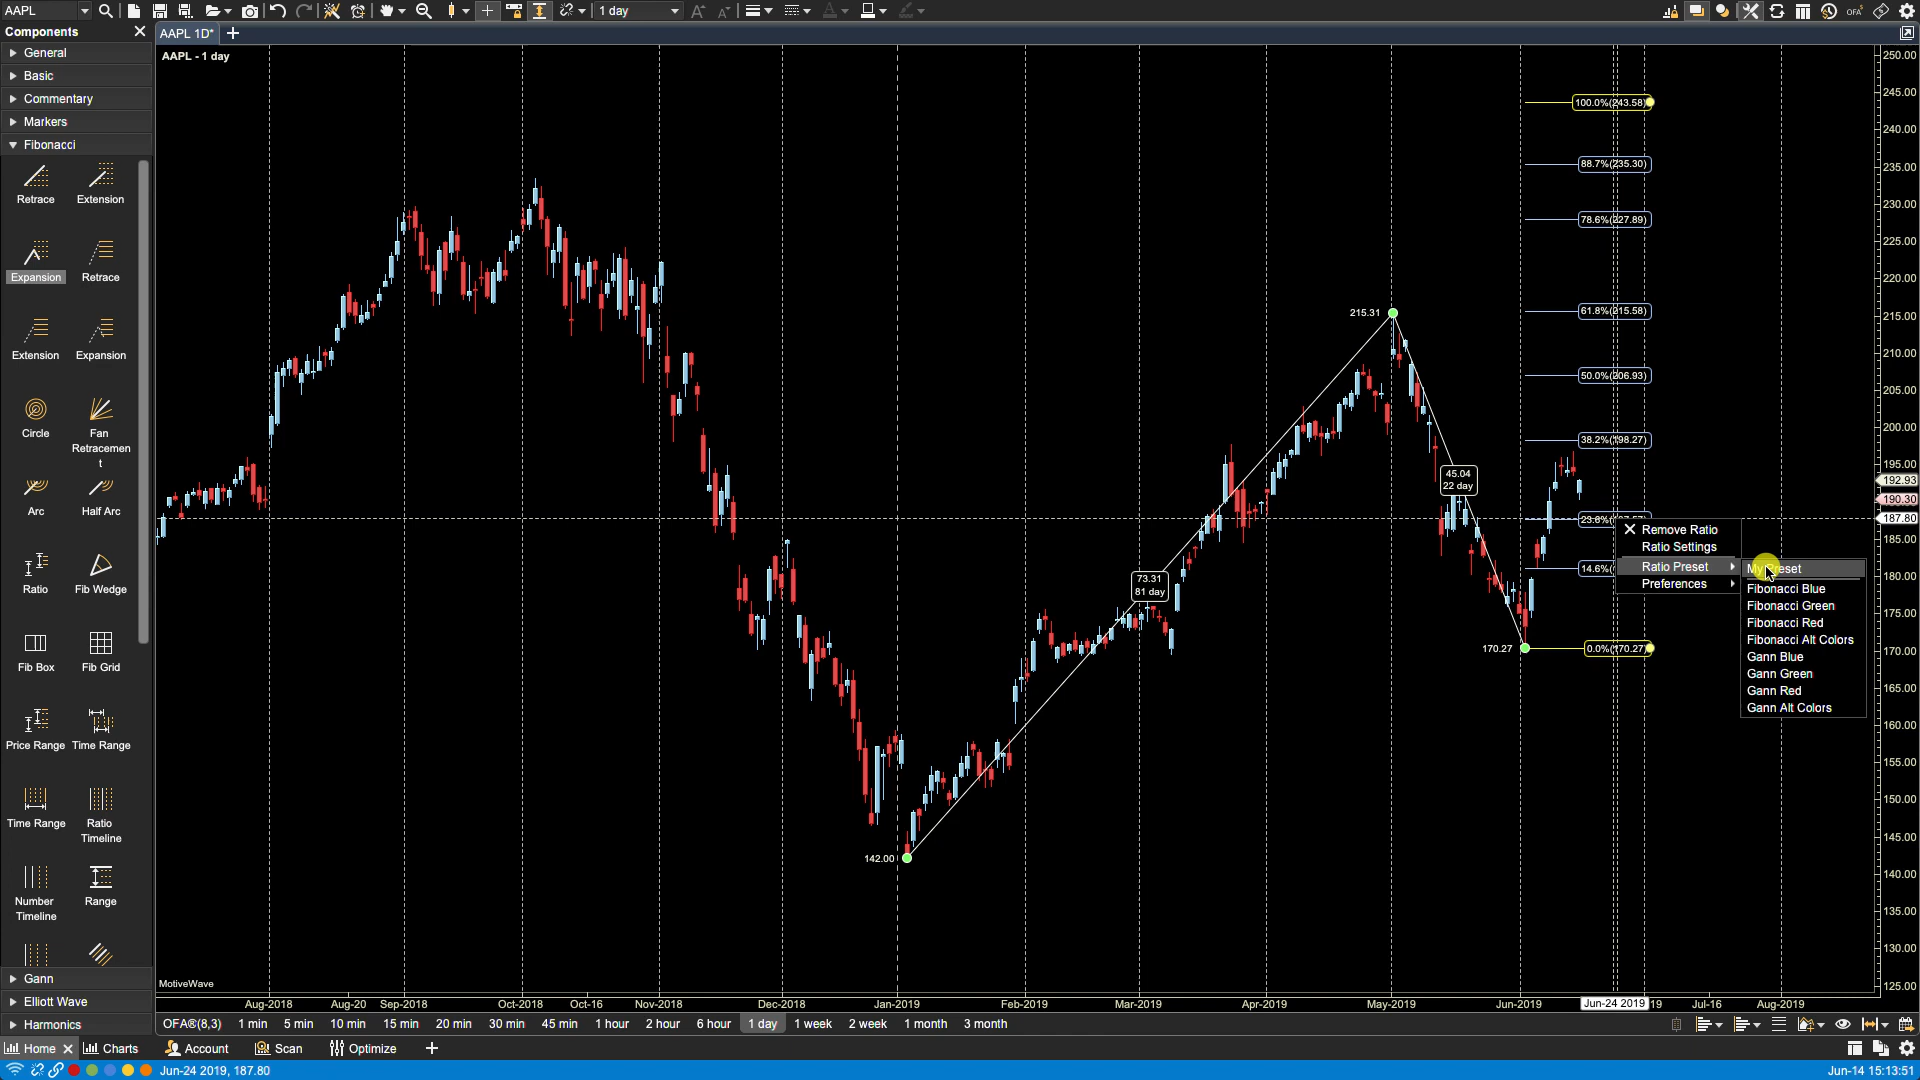 AAPL
1 day
OFA
Components
AAPL 1D*
General
AAPL - 1 day
Basic
Commentary
Markers
Fibonacci
Retrace
Extension
Expansion
Retrace
Extension
Expansion
Circle
Fan
Retracemen
t
Arc
Half Arc
Ratio
Fib Wedge
Fib Box
Fib Grid
Price Range
Time Range
Time Range
Ratio
Timeline
Number
Timeline
Range
Gann
Elliott Wave
Harmonics
250.00
245.00
240.00
235.00
230.00
225.00
220.00
215.00
210.00
205.00
200.00
195.00
192.93
190.30
187.80
185.00
180.00
175.00
170.00
165.00
160.00
155.00
150.00
145.00
140.00
135.00
130.00
125.00
100.0%(243.58)
88.7%(235.30)
78.6%(227.89)
61.8%(215.58)
50.0%(206.93)
38.2%(198.27)
14.6%(
0.0%(170.27)
215.31
45.04
22 day
73.31
81 day
170.27
142.00
Remove Ratio
Ratio Settings
Ratio Preset
Preferences
My Preset
Fibonacci Blue
Fibonacci Green
Fibonacci Red
Fibonacci Alt Colors
Gann Blue
Gann Green
Gann Red
Gann Alt Colors
MotiveWave
Aug-2018
Aug-20
Sep-2018
Oct-2018
Oct-16
Nov-2018
Dec-2018
Jan-2019
Feb-2019
Mar-2019
Apr-2019
May-2019
Jun-2019
Jun-24 2019
19
Jul-16
Aug-2019
OFA®(8,3)
1 min
5 min
10 min
15 min
20 min
30 min
45 min
1 hour
2 hour
6 hour
1 day
1 week
2 week
1 month
3 month
Home
Charts
Account
Scan
Optimize
Jun-24 2019, 187.80
Jun-14 15:13:51